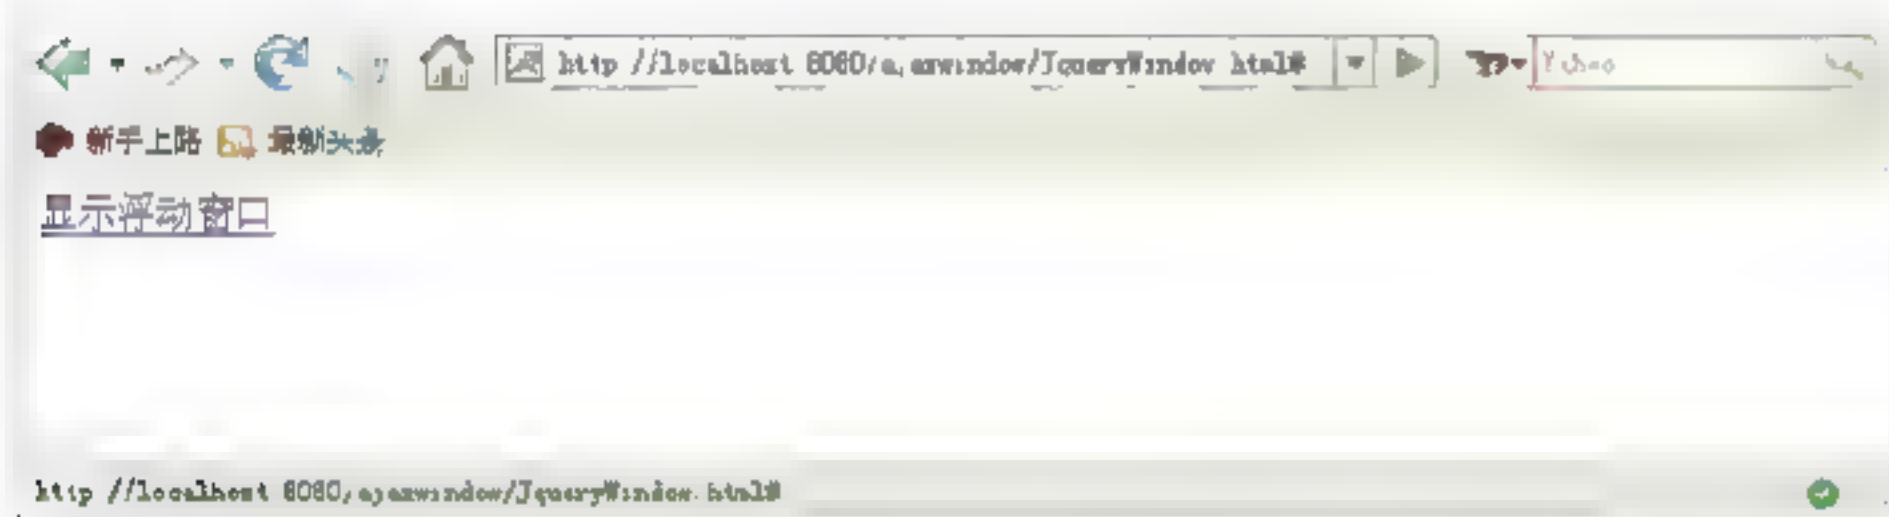 http://localhost:8080/ajaxwindow/JqueryWindow.html# Yahoo
新手上路 最新头条
显示浮动窗口
http://localhost:8080/ajaxwindow/JqueryWindow.html#